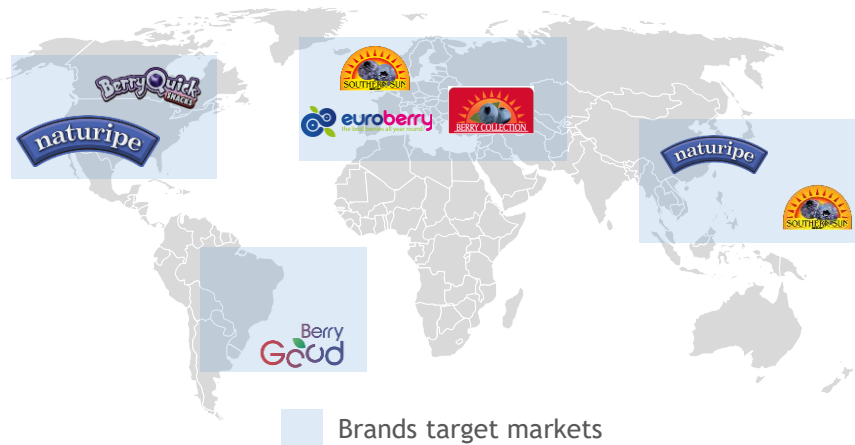 BerryQuick
SNACKS
naturipe
SOUTHERN SUN
euroberry
the best berries all year round
BERRY COLLECTION
naturipe
SOUTHERN SUN
Berry
Good
Brands target markets